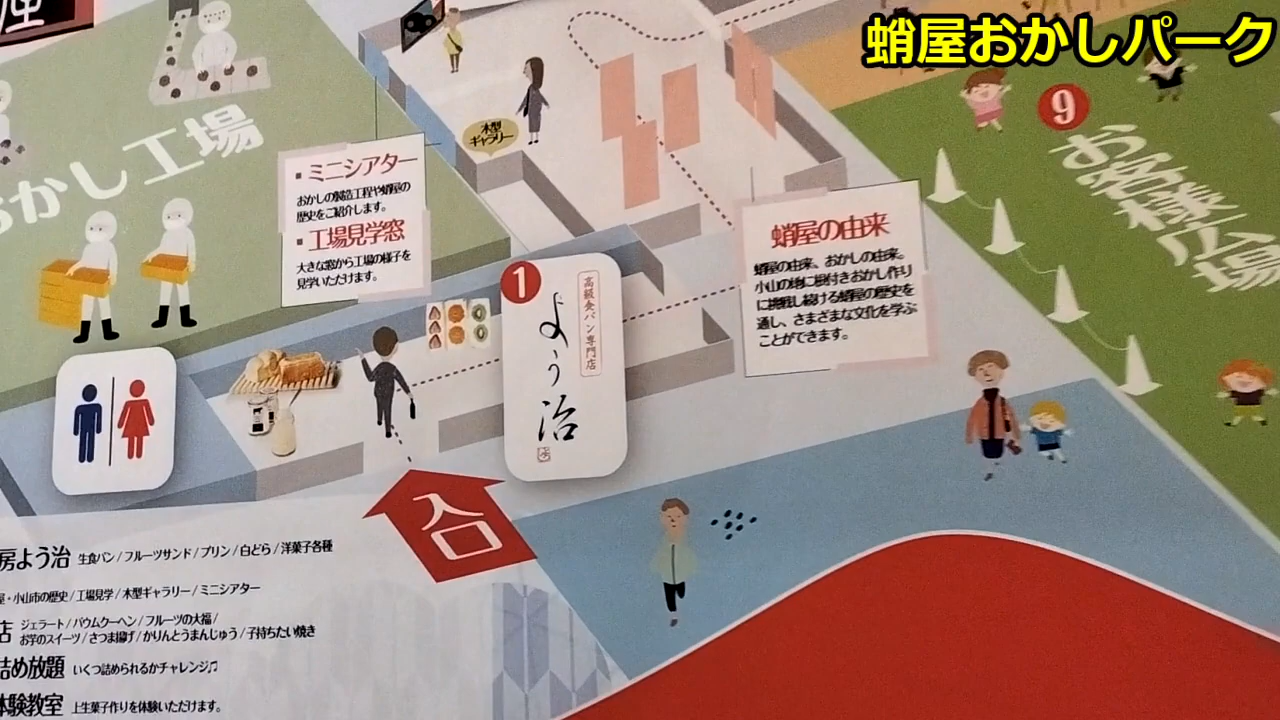 蛸屋おかしパーク
座
おかし工場
木型
ギャラリー
9
お客様広場
▪ミニシアター
おかしの製造工程や蛸屋の
歴史をご紹介します。
▪工場見学窓
大きな窓から工場の様子を
見学いただけます。
蛸屋の由来
蛸屋の由来、おかしの由来。
小山の地に根付きおかし作り
に挑戦し続ける蛸屋の歴史を
通し、さまざまな文化を学ぶ
ことができます。
1
高級食パン専門店
よう治
入口
房よう治 生食パン/フルーツサンド/プリン/白どら/洋菓子各種
屋・小山市の歴史/工場見学/木型ギャラリー/ミニシアター
店 ジェラート/バウムクーヘン/フルーツの大福/
お芋のスイーツ/さつま揚げ/かりんとうまんじゅう/子持ちたい焼き
詰め放題 いくつ詰められるかチャレンジ♫
体験教室 上生菓子作りを体験いただけます。